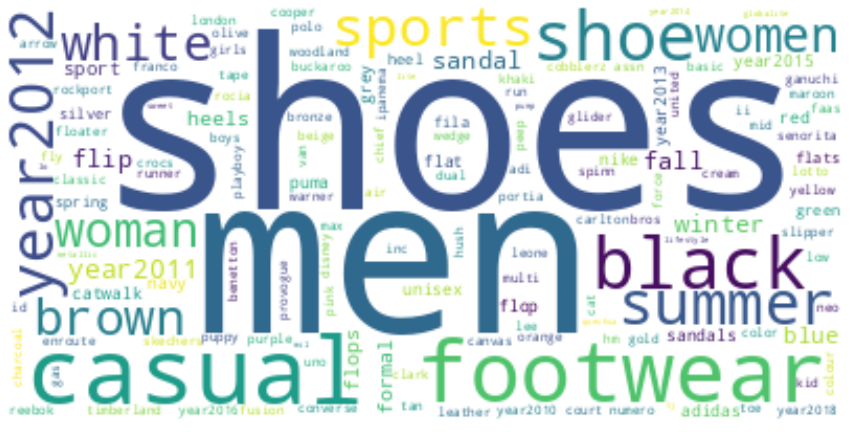 london
olive
cooper
polo
year2014
globalite
arrow
white
girls
woodland
sports
shoe
women
sport
franco
tape
buckaroo
heel
sandal
cobblerz
assn
basic
year2015
rockport
rocia
grey
ipanema
khaki
run
year2013
united
ganuchi
maroon
silver
heels
sweet
shoes
bronze
fila
glider
ii
red
faas
floater
boys
beige
chief
wedge
peep
mid
senorita
year2012
fly
flip
crocs
playboy
van
flat
adi
nike
fall
flats
classic
runner
puma
dual
spinn
cream
lotto
spring
warner
air
portia
force
yellow
woman
max
hush
carltonbros
winter
green
slipper
metallic
men
inc
leone
lifestyle
black
low
year2011
navy
benetton
provogue
pink
disney
unisex
multi
catwalk
flop
cat
summer
neo
id
brown
enroute
skechers
puppy
purple
flops
lee
canvas
orange
hm
gold
sandals
color
blue
charcoal
gas
casual
uno
formal
clark
footwear
kid
colour
reebok
timberland
year2016
fusion
converse
tan
leather
year2010
court
numero
adidas
toe
year2018